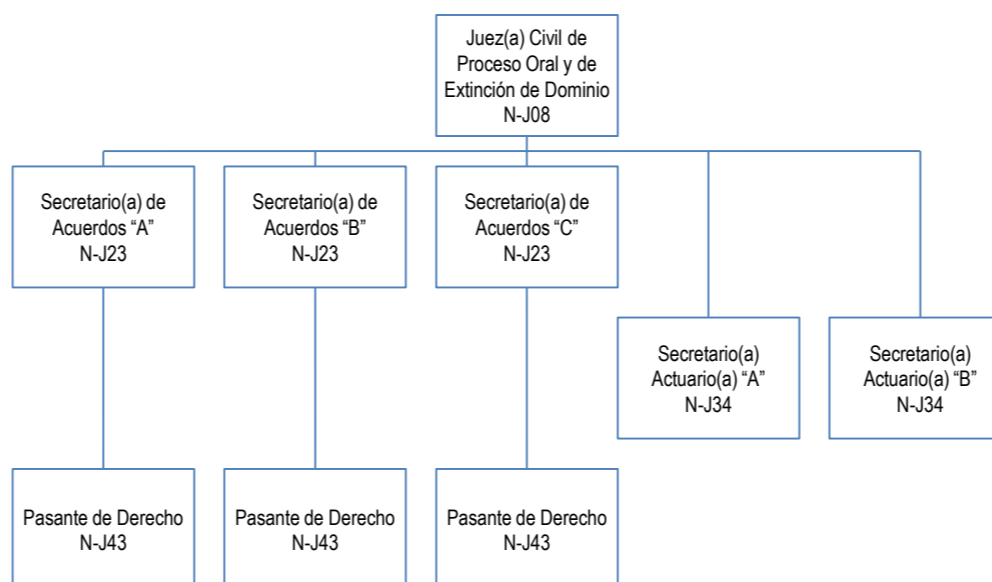 Juez(a) Civil de
Proceso Oral y de
Extinción de Dominio
N-J08
Secretario(a) de
Acuerdos “A”
N-J23
Secretario(a) de
Acuerdos “B”
N-J23
Secretario(a) de
Acuerdos “C”
N-J23
Secretario(a)
Actuario(a) “A”
N-J34
Secretario(a)
Actuario(a) “B”
N-J34
Pasante de Derecho
N-J43
Pasante de Derecho
N-J43
Pasante de Derecho
N-J43